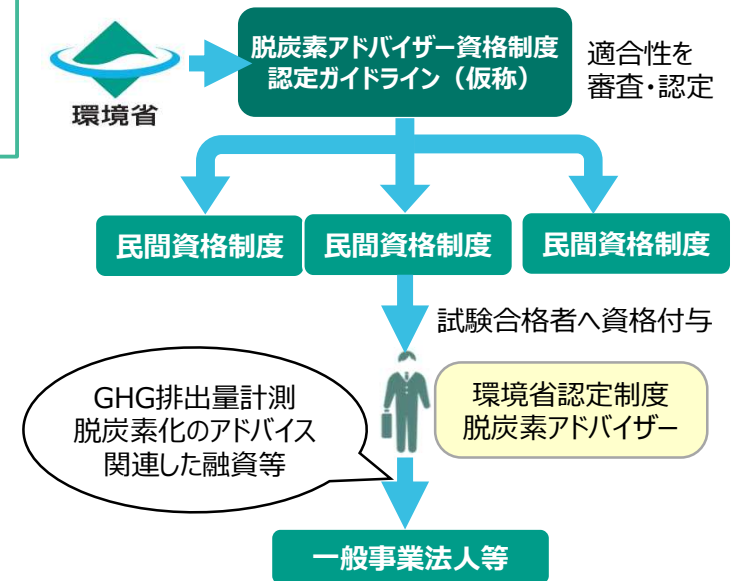 脱炭素アドバイザー資格制度
認定ガイドライン（仮称）
適合性を
審査・認定
環境省
民間資格制度
民間資格制度
民間資格制度
試験合格者へ資格付与
GHG排出量計測
脱炭素化のアドバイス
関連した融資等
環境省認定制度
脱炭素アドバイザー
一般事業法人等